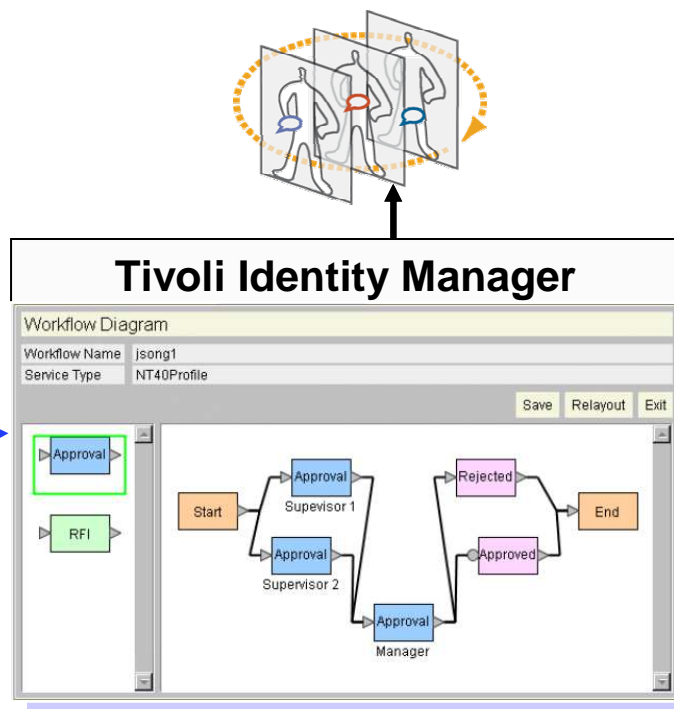 Tivoli Identity Manager
Workflow Diagram
Workflow Name jsong1
Service Type NT40Profile
Save Relayout Exit
Approval
RFI
Start
Approval
Supevisor 1
Approval
Supervisor 2
Approval
Manager
Rejected
Approved
End